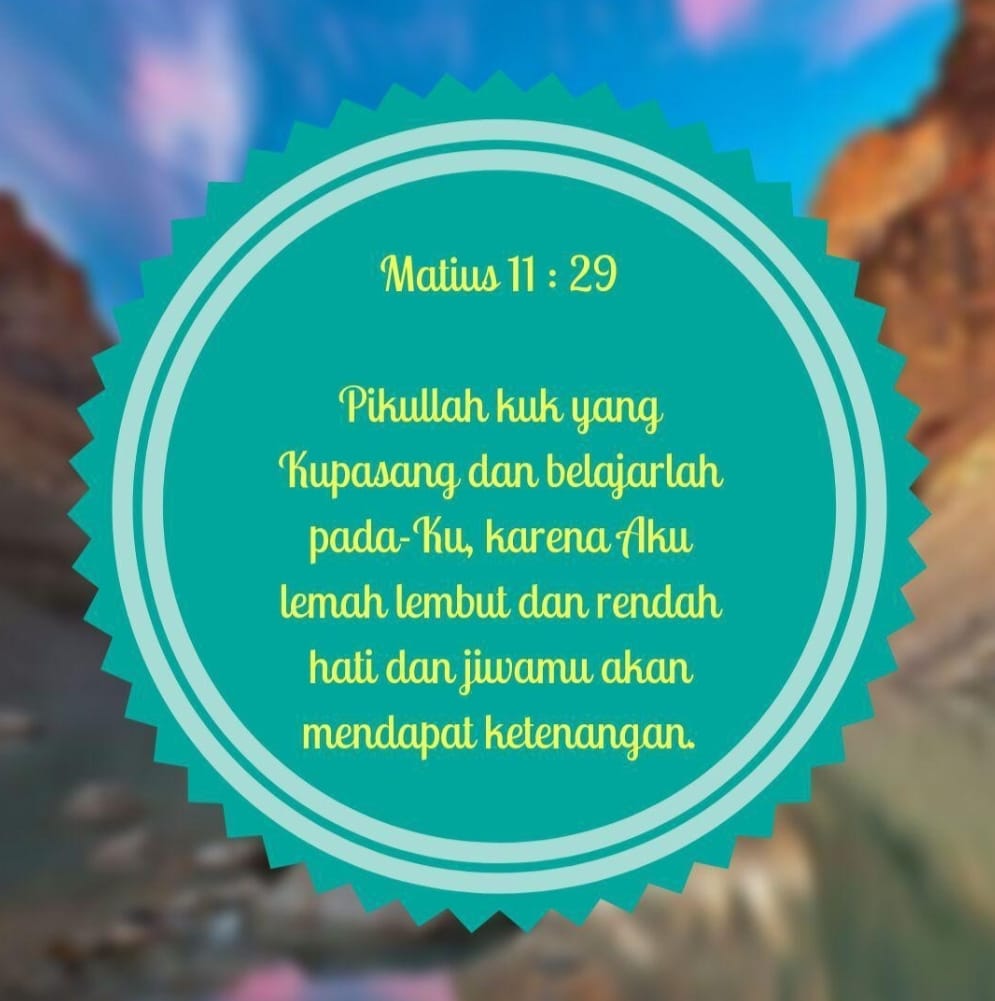 Matius 11 : 29
Pikullah kuk yang
Kupasang dan belajarlah
pada-Ku, karena Aku
lemah lembut dan rendah
hati dan jiwamu akan
mendapat ketenangan.